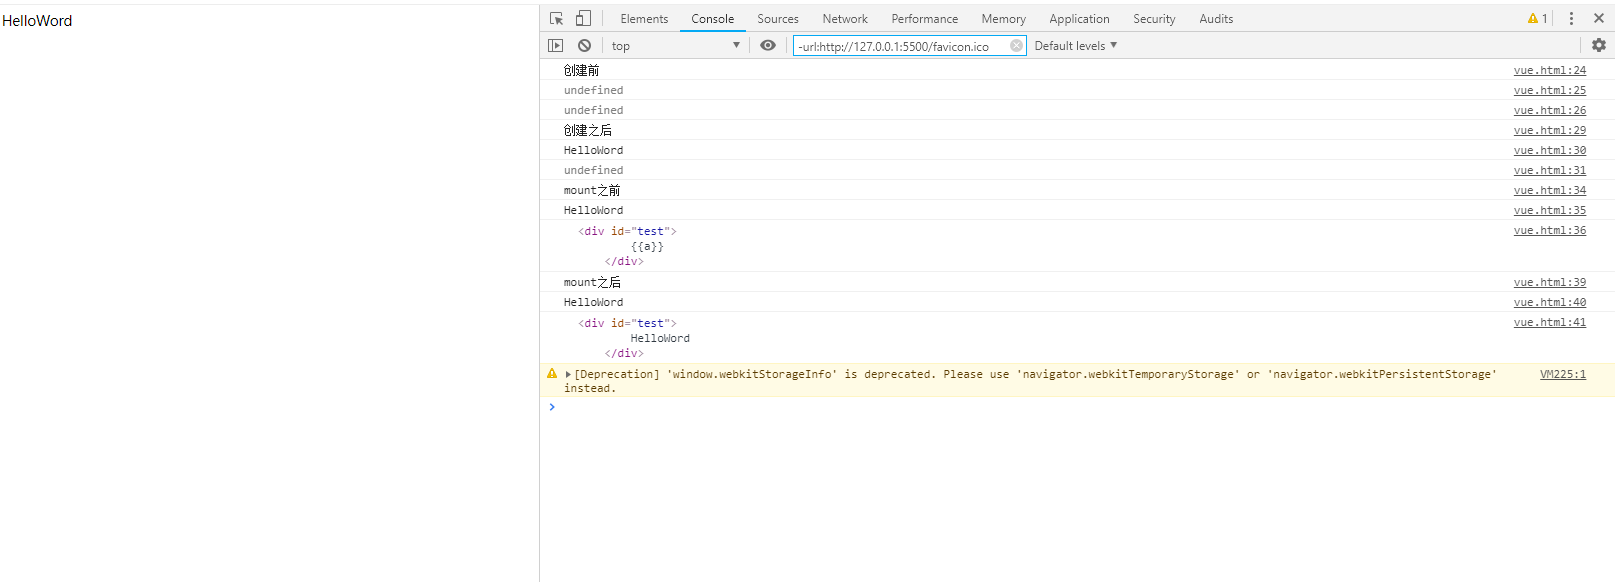 HelloWord
Elements Console Sources Network Performance Memory Application Security Audits 1
top -url:http://127.0.0.1:5500/favicon.ico Default levels
创建前 vue.html:24
undefined vue.html:25
undefined vue.html:26
创建之后 vue.html:29
HelloWord vue.html:30
undefined vue.html:31
mount之前 vue.html:34
HelloWord vue.html:35
<div id="test"> vue.html:36
{{a}}
</div>
mount之后 vue.html:39
HelloWord vue.html:40
<div id="test"> vue.html:41
HelloWord
</div>
[Deprecation] 'window.webkitStorageInfo' is deprecated. Please use 'navigator.webkitTemporaryStorage' or 'navigator.webkitPersistentStorage' VM225:1
instead.